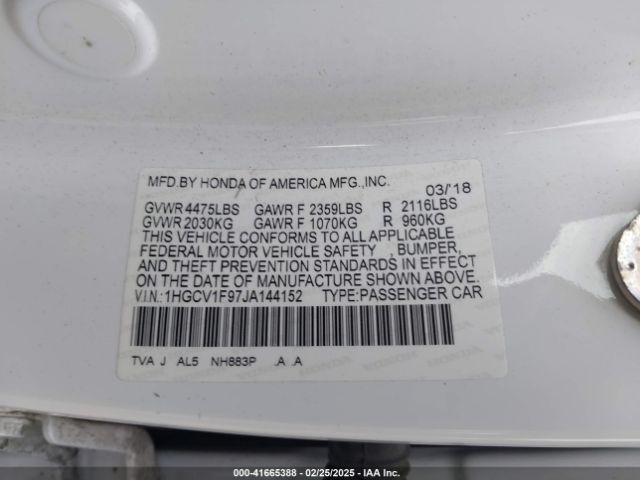 MFD.BY HONDA OF AMERICA MFG.,INC.
03/'18
GVWR 4475LBS GAWR F 2359LBS R 2116LBS
GVWR 2030KG GAWR F 1070KG R 960KG
THIS VEHICLE CONFORMS TO ALL APPLICABLE
FEDERAL MOTOR VEHICLE SAFETY , BUMPER,
AND THEFT PREVENTION STANDARDS IN EFFECT
ON THE DATE OF MANUFACTURE SHOWN ABOVE.
V.I.N.: 1HGCV1F97JA144152 TYPE:PASSENGER CAR
TVA J AL5 NH883P .A .A
000-41665388 - 02/25/2025 - IAA Inc.